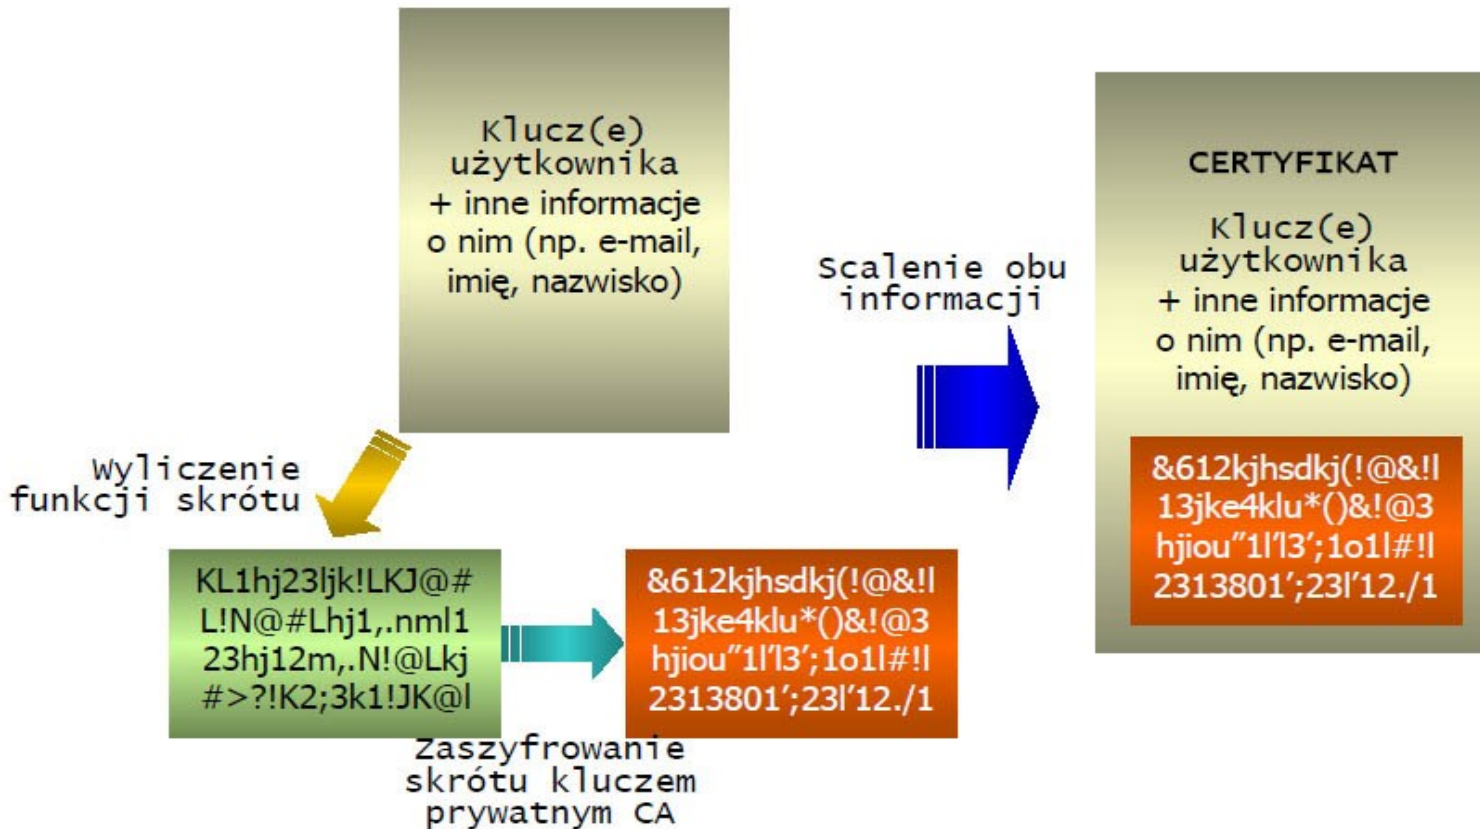 Klucz(e)
użytkownika
+ inne informacje
o nim (np. e-mail,
imię, nazwisko)
Wyliczenie
funkcji skrótu
KL1hj23ljk!LKJ@#
L!N@#Lhj1,.nml1
23hj12m,.N!@Lkj
#>?!K2;3k1!JK@l
Zaszyfrowanie
skrótu kluczem
prywatnym CA
&612kjhsdkj(!@&!l
13jke4klu*()&!@3
hjiou"1l'l3';1o1l#!l
2313801';23l'12./1
Scalenie obu
informacji
CERTYFIKAT
Klucz(e)
użytkownika
+ inne informacje
o nim (np. e-mail,
imię, nazwisko)
&612kjhsdkj(!@&!l
13jke4klu*()&!@3
hjiou"1l'l3';1o1l#!l
2313801';23l'12./1